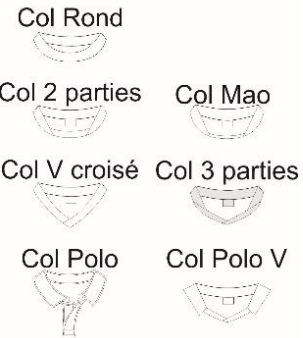 Col Rond
Col 2 parties
Col Mao
Col V croisé
Col 3 parties
Col Polo
Col Polo V